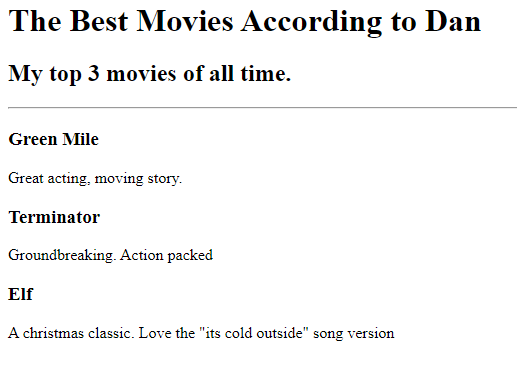 The Best Movies According to Dan
My top 3 movies of all time.
Green Mile
Great acting, moving story.
Terminator
Groundbreaking. Action packed
Elf
A christmas classic. Love the "its cold outside" song version